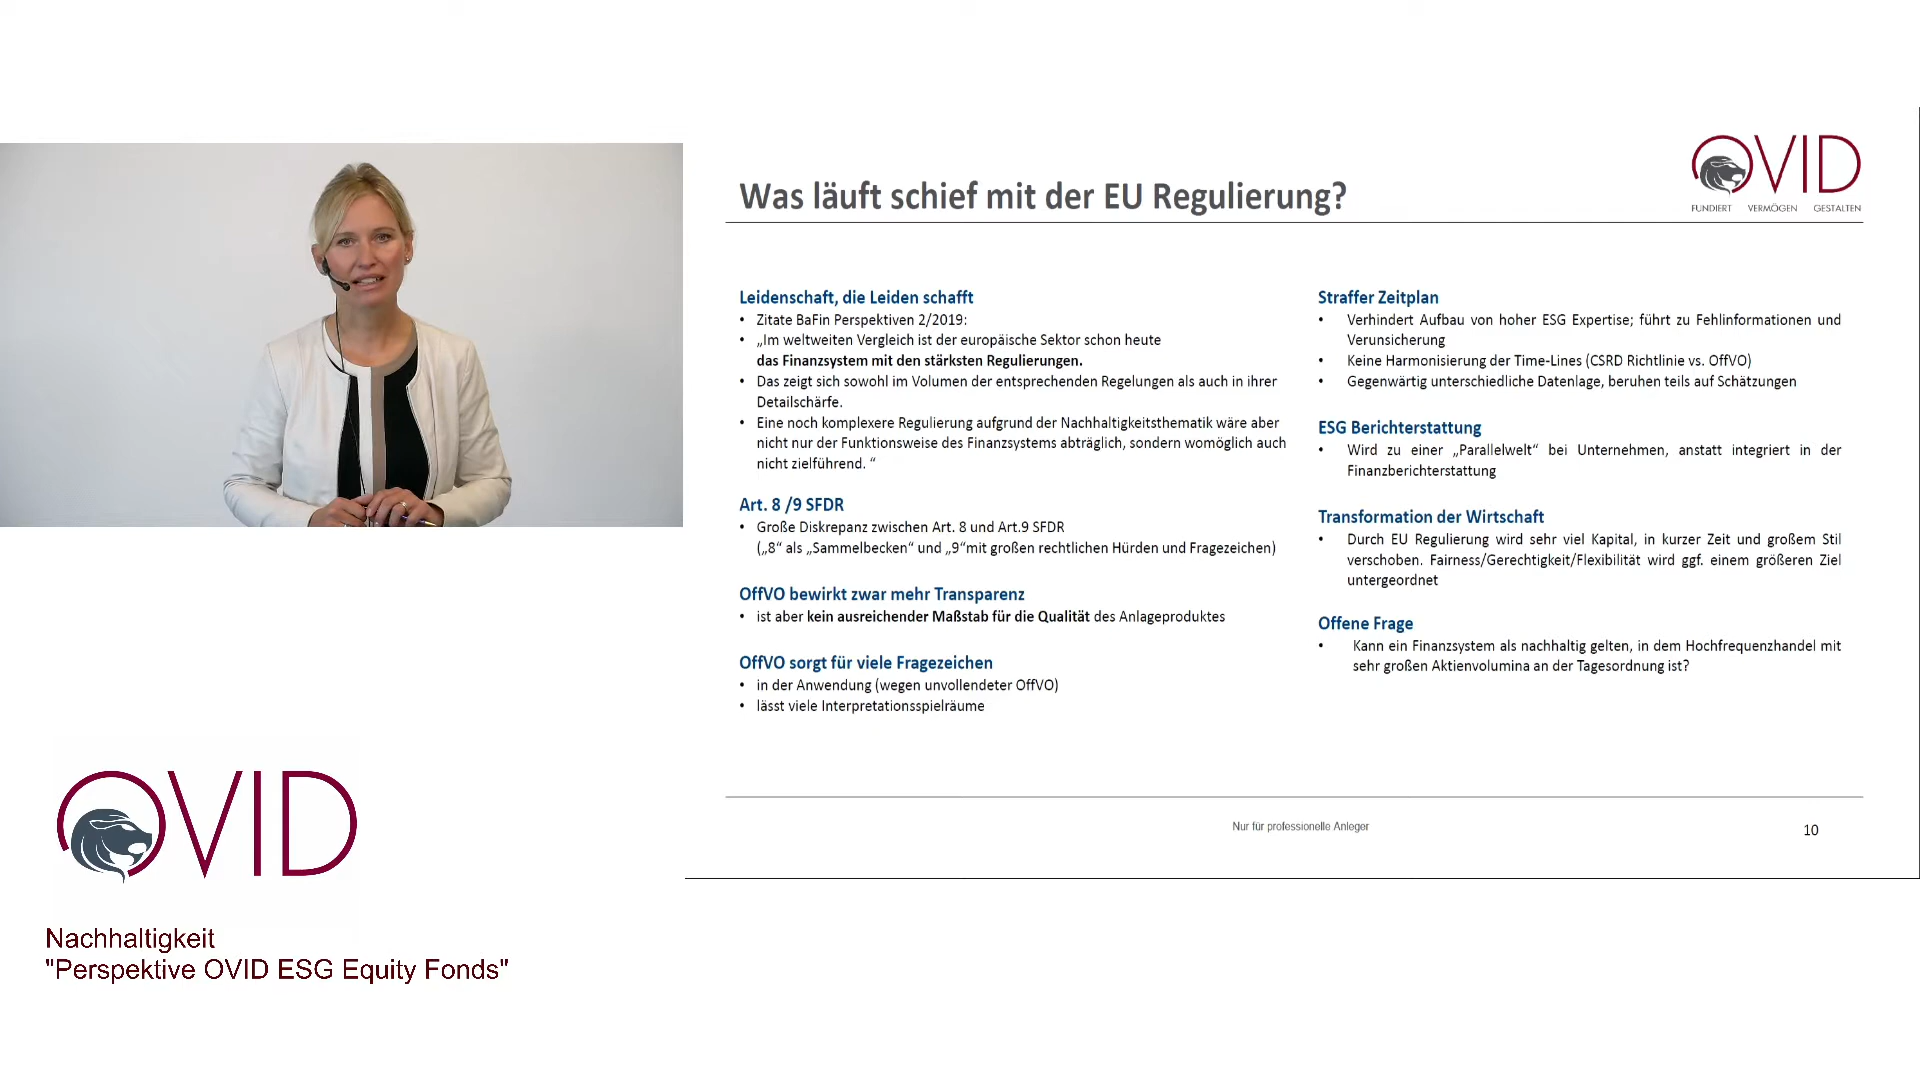 OVID
FUNDIERT VERMÖGEN GESTALTEN
Was läuft schief mit der EU Regulierung?
Leidenschaft, die Leiden schafft
• Zitate BaFin Perspektiven 2/2019:
• „Im weltweiten Vergleich ist der europäische Sektor schon heute
das Finanzsystem mit den stärksten Regulierungen.
• Das zeigt sich sowohl im Volumen der entsprechenden Regelungen als auch in ihrer
Detailschärfe.
• Eine noch komplexere Regulierung aufgrund der Nachhaltigkeitsthematik wäre aber
nicht nur der Funktionsweise des Finanzsystems abträglich, sondern womöglich auch
nicht zielführend. “
Art. 8 /9 SFDR
• Große Diskrepanz zwischen Art. 8 und Art.9 SFDR
(„8“ als „Sammelbecken“ und „9“mit großen rechtlichen Hürden und Fragezeichen)
OffVO bewirkt zwar mehr Transparenz
• ist aber kein ausreichender Maßstab für die Qualität des Anlageproduktes
OffVO sorgt für viele Fragezeichen
• in der Anwendung (wegen unvollendeter OffVO)
• lässt viele Interpretationsspielräume
Straffer Zeitplan
• Verhindert Aufbau von hoher ESG Expertise; führt zu Fehlinformationen und
Verunsicherung
• Keine Harmonisierung der Time-Lines (CSRD Richtlinie vs. OffVO)
• Gegenwärtig unterschiedliche Datenlage, beruhen teils auf Schätzungen
ESG Berichterstattung
• Wird zu einer „Parallelwelt“ bei Unternehmen, anstatt integriert in der
Finanzberichterstattung
Transformation der Wirtschaft
• Durch EU Regulierung wird sehr viel Kapital, in kurzer Zeit und großem Stil
verschoben. Fairness/Gerechtigkeit/Flexibilität wird ggf. einem größeren Ziel
untergeordnet
Offene Frage
• Kann ein Finanzsystem als nachhaltig gelten, in dem Hochfrequenzhandel mit
sehr großen Aktienvolumina an der Tagesordnung ist?
Nur für professionelle Anleger
10
OVID
Nachhaltigkeit
"Perspektive OVID ESG Equity Fonds"